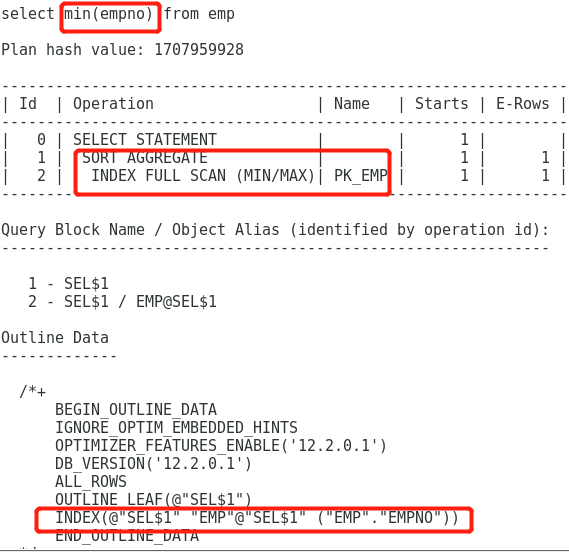 select min(empno) from emp
Plan hash value: 1707959928
---------------------------------------------------------------
| Id  | Operation                  | Name   | Starts | E-Rows |
---------------------------------------------------------------
|   0 | SELECT STATEMENT           |        |      1 |        |
|   1 |  SORT AGGREGATE            |        |      1 |      1 |
|   2 |   INDEX FULL SCAN (MIN/MAX)| PK_EMP |      1 |      1 |
---------------------------------------------------------------
Query Block Name / Object Alias (identified by operation id):
-------------------------------------------------------------
   1 - SEL$1
   2 - SEL$1 / EMP@SEL$1
Outline Data
-------------
  /*+
      BEGIN_OUTLINE_DATA
      IGNORE_OPTIM_EMBEDDED_HINTS
      OPTIMIZER_FEATURES_ENABLE('12.2.0.1')
      DB_VERSION('12.2.0.1')
      ALL_ROWS
      OUTLINE_LEAF(@"SEL$1")
      INDEX(@"SEL$1" "EMP"@"SEL$1" ("EMP"."EMPNO"))
      END_OUTLINE_DATA